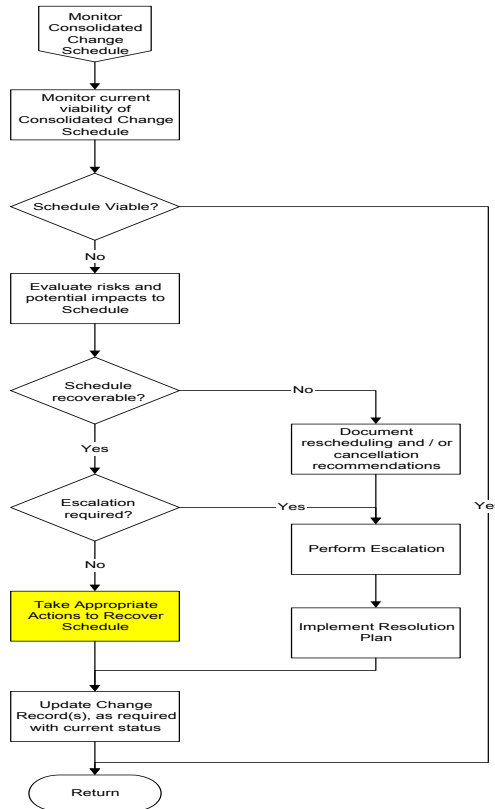 Monitor
Consolidated
Change
Schedule
Monitor current
viability of
Consolidated Change
Schedule
Schedule Viable?
No
Evaluate risks and
potential impacts to
Schedule
Schedule
recoverable?
No
Yes
Document
rescheduling and / or
cancellation
recommendations
Escalation
required?
Yes
Yes
No
Perform Escalation
Take Appropriate
Actions to Recover
Schedule
Implement Resolution
Plan
Update Change
Record(s), as required
with current status
Return